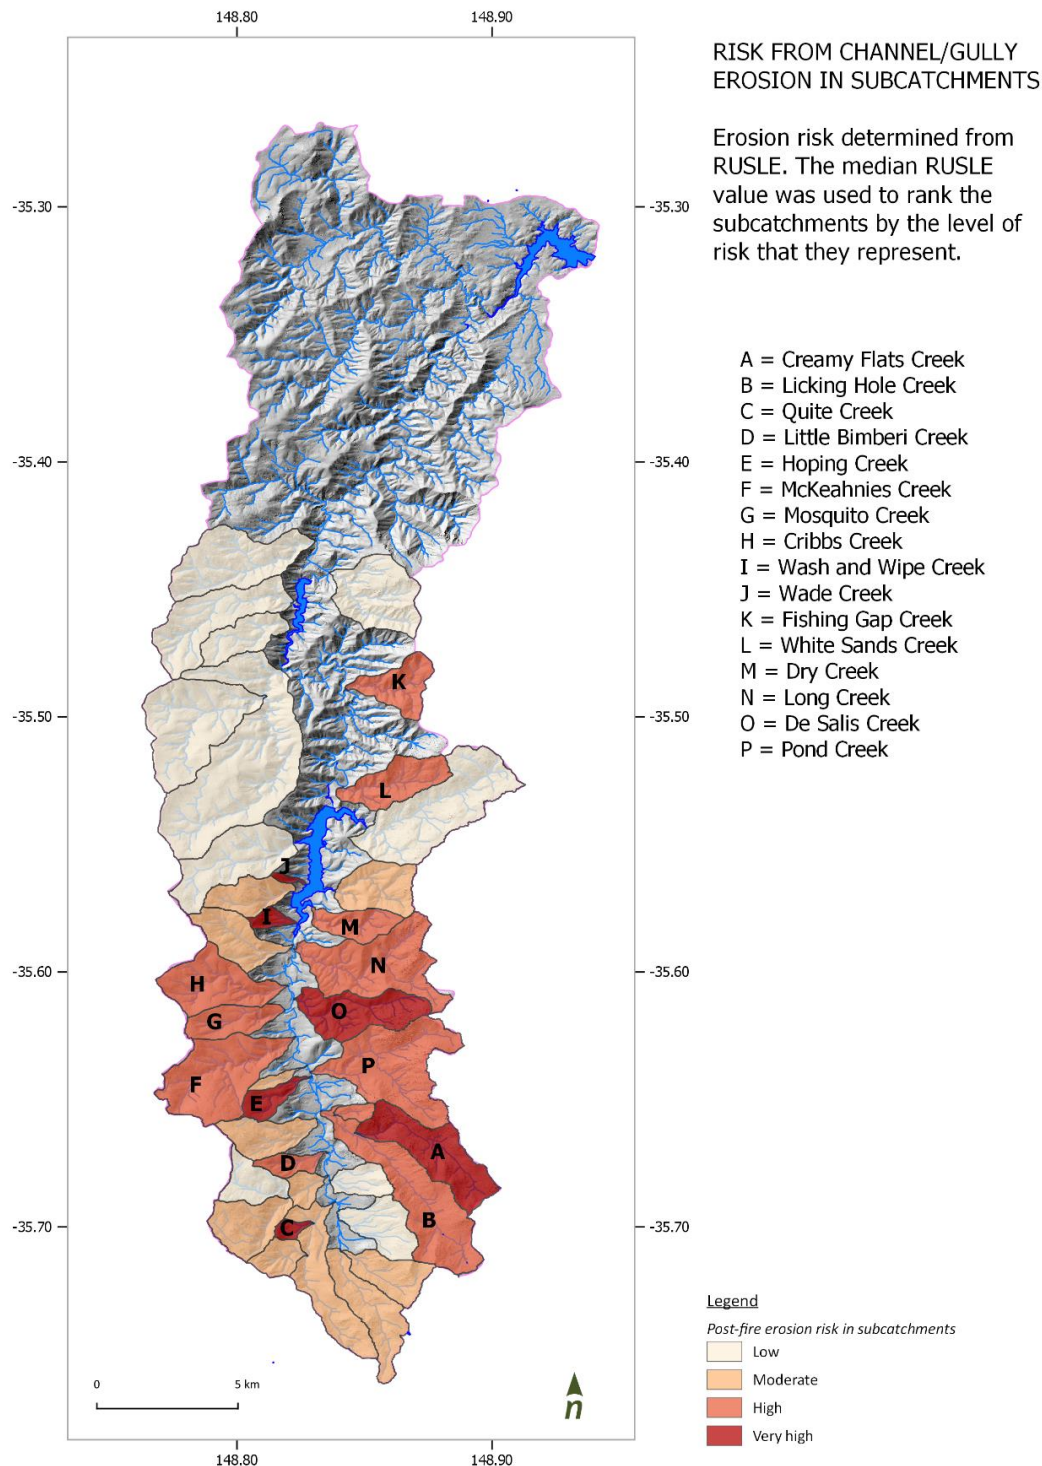 148.80
148.90
RISK FROM CHANNEL/GULLY
EROSION IN SUBCATCHMENTS
Erosion risk determined from
RUSLE. The median RUSLE
value was used to rank the
subcatchments by the level of
risk that they represent.
-35.30
-35.30
A = Creamy Flats Creek
B = Licking Hole Creek
C = Quite Creek
D = Little Bimberi Creek
E = Hoping Creek
F = McKeahnies Creek
G = Mosquito Creek
H = Cribbs Creek
I = Wash and Wipe Creek
J = Wade Creek
K = Fishing Gap Creek
L = White Sands Creek
M = Dry Creek
N = Long Creek
O = De Salis Creek
P = Pond Creek
-35.40
-35.40
K
-35.50
-35.50
L
J
I
M
N
-35.60
-35.60
H
O
G
P
F
E
A
D
B
C
-35.70
-35.70
Legend
Post-fire erosion risk in subcatchments
Low
Moderate
High
Very high
0
5 km
n
148.80
148.90